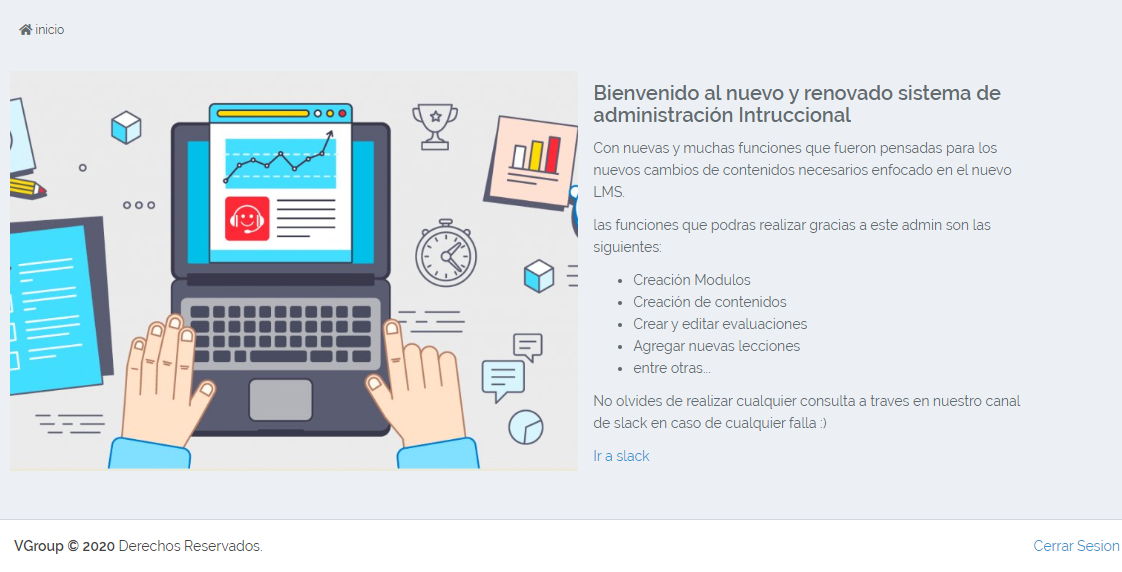 inicio
Bienvenido al nuevo y renovado sistema de
administración Intruccional
Con nuevas y muchas funciones que fueron pensadas para los
nuevos cambios de contenidos necesarios enfocado en el nuevo
LMS.
las funciones que podras realizar gracias a este admin son las
siguientes:
Creación Modulos
Creación de contenidos
Crear y editar evaluaciones
Agregar nuevas lecciones
entre otras...
No olvides de realizar cualquier consulta a traves en nuestro canal
de slack en caso de cualquier falla :)
Ir a slack
VGroup © 2020 Derechos Reservados.
Cerrar Sesion